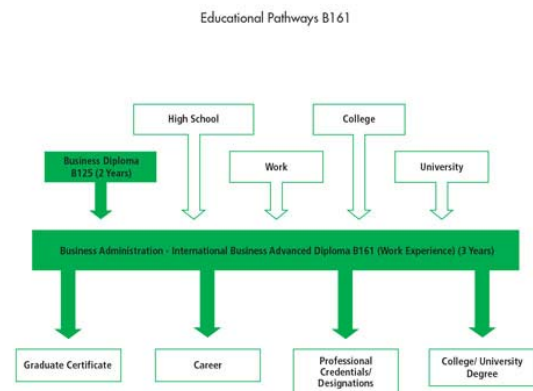 Educational Pathways B161
High School
College
Business Diploma
B125 (2 Years)
Work
University
Business Administration - International Business Advanced Diploma B161 (Work Experience) (3 Years)
Graduate Certificate
Career
Professional
Credentials/
Designations
College/ University
Degree